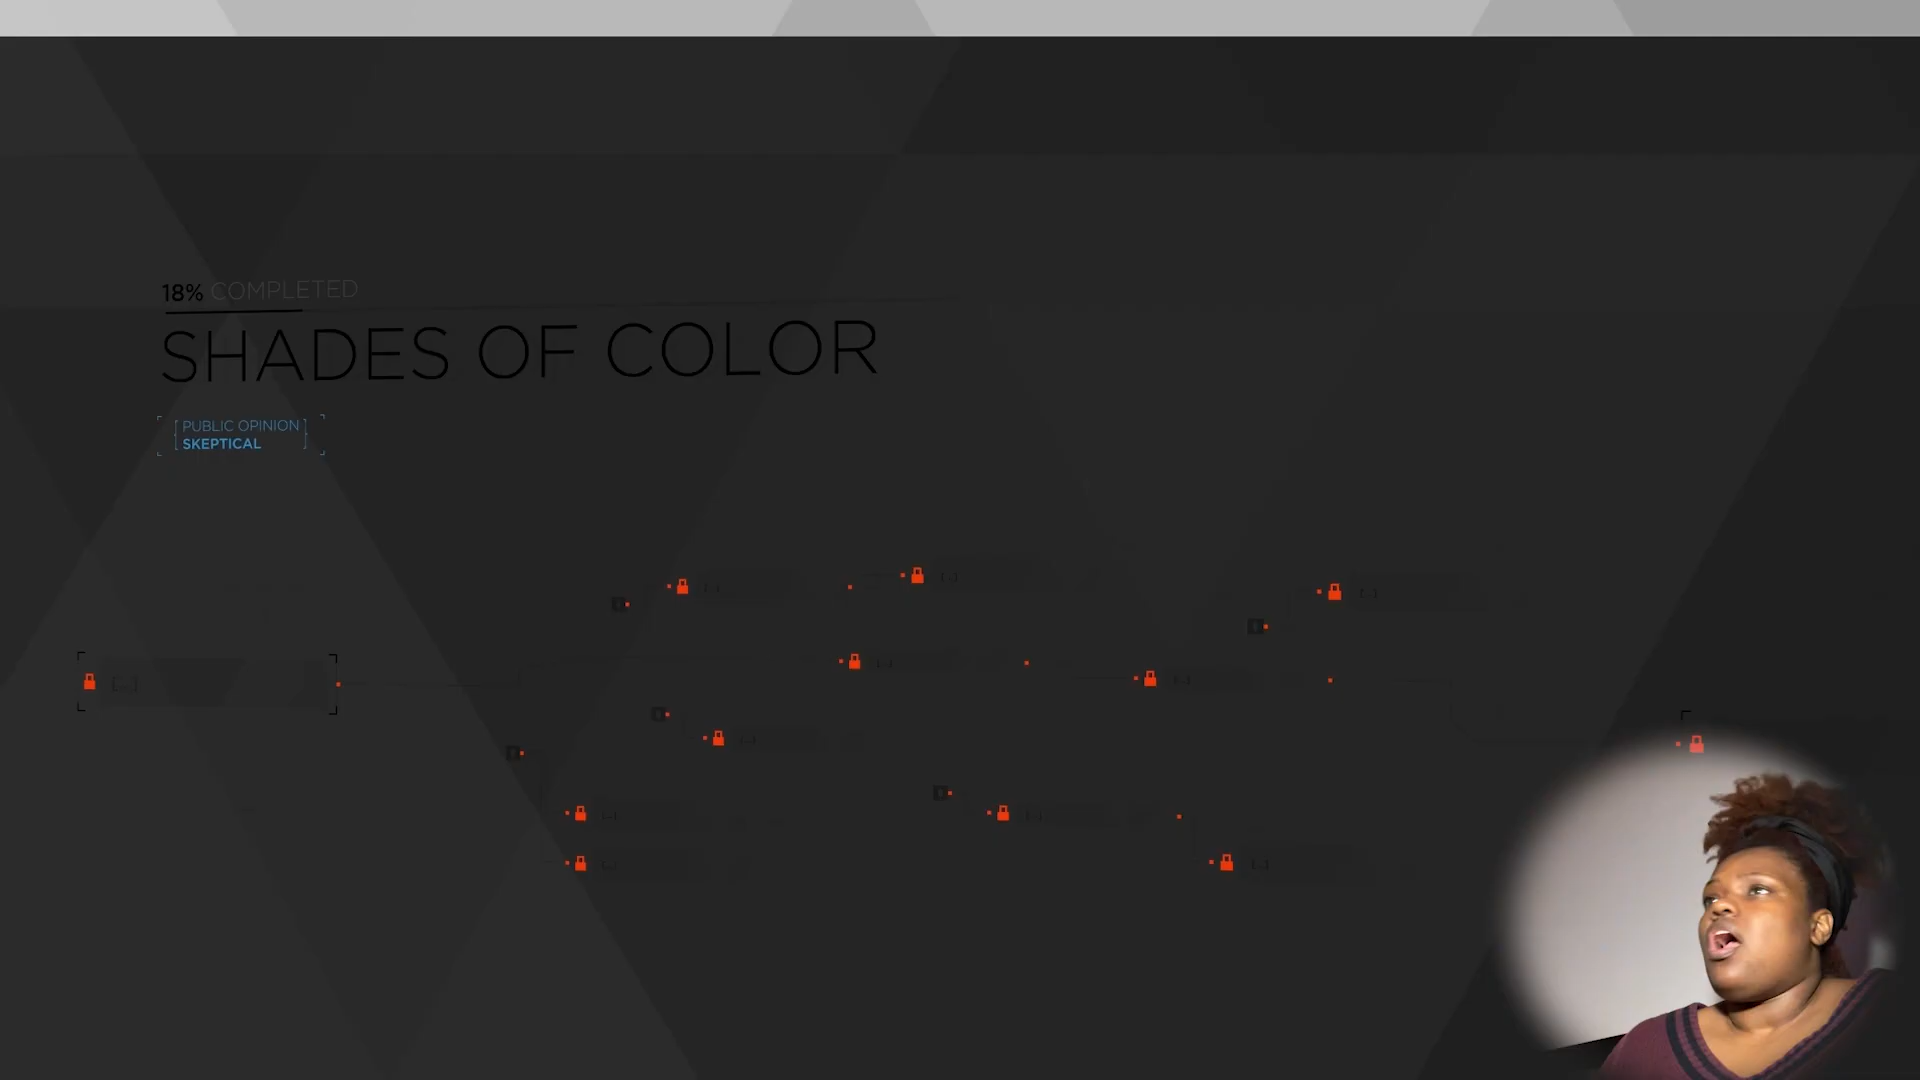 18% COMPLETED
SHADES OF COLOR
PUBLIC OPINION
SKEPTICAL